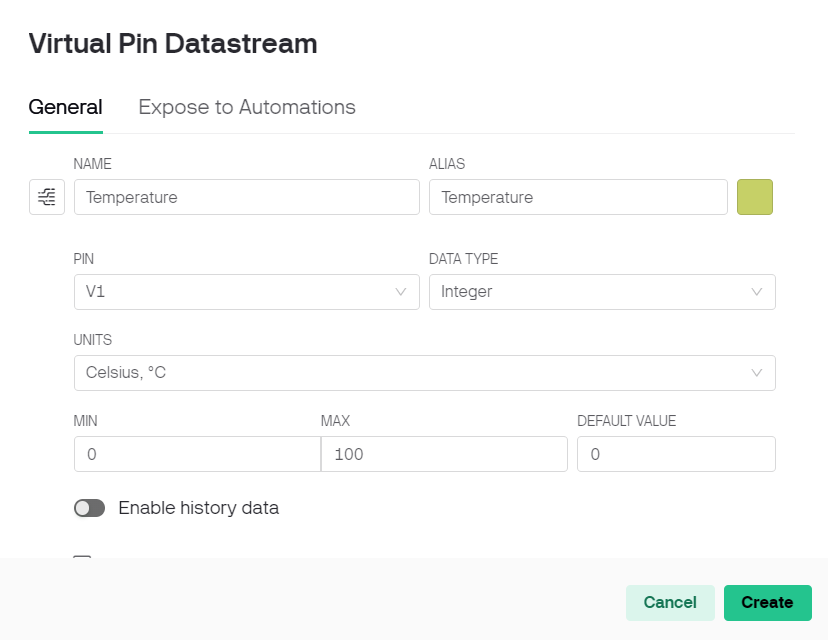 Virtual Pin Datastream
General Expose to Automations
NAME ALIAS
Temperature Temperature
PIN DATA TYPE
V1 Integer
UNITS
Celsius, °C
MIN MAX DEFAULT VALUE
0 100 0
Enable history data
Cancel Create